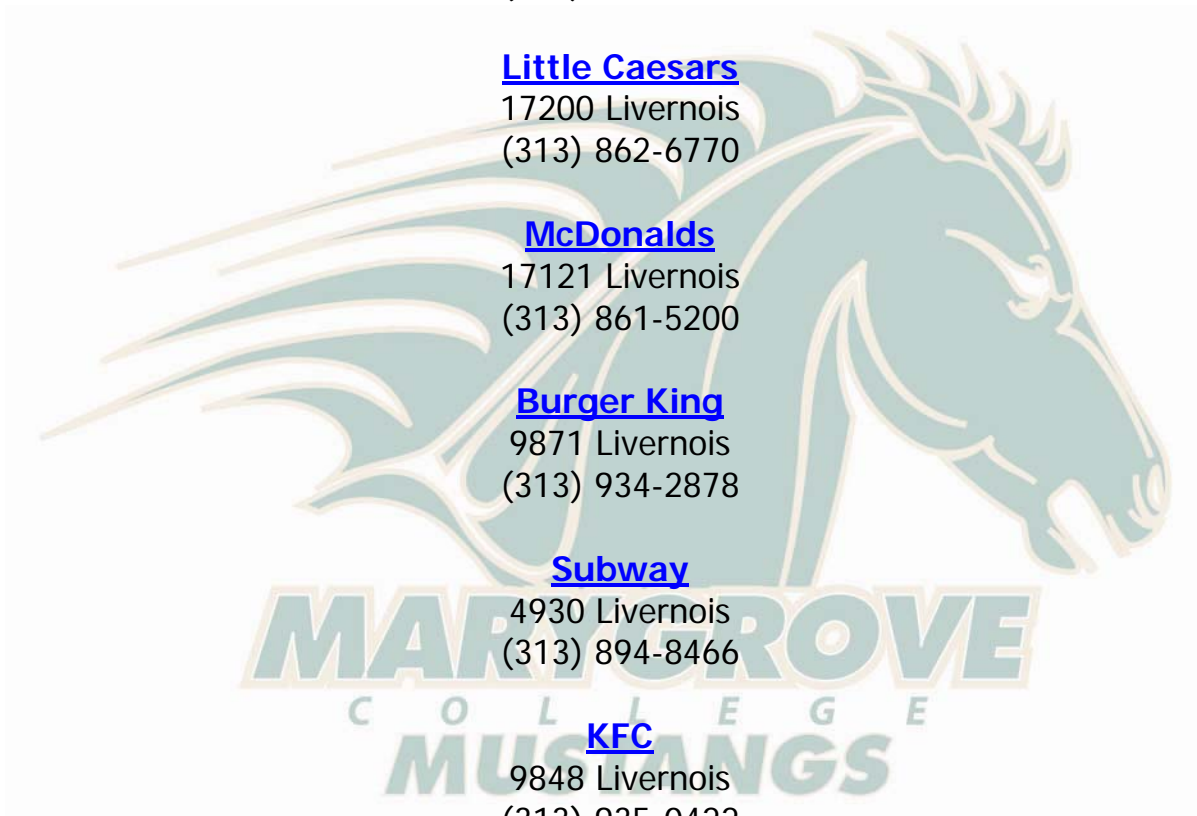 Little Caesars
17200 Livernois
(313) 862-6770
McDonalds
17121 Livernois
(313) 861-5200
Burger King
9871 Livernois
(313) 934-2878
Subway
4930 Livernois
(313) 894-8466
MARYGROVE
COLLEGE
KFC
MUSTANGS
9848 Livernois